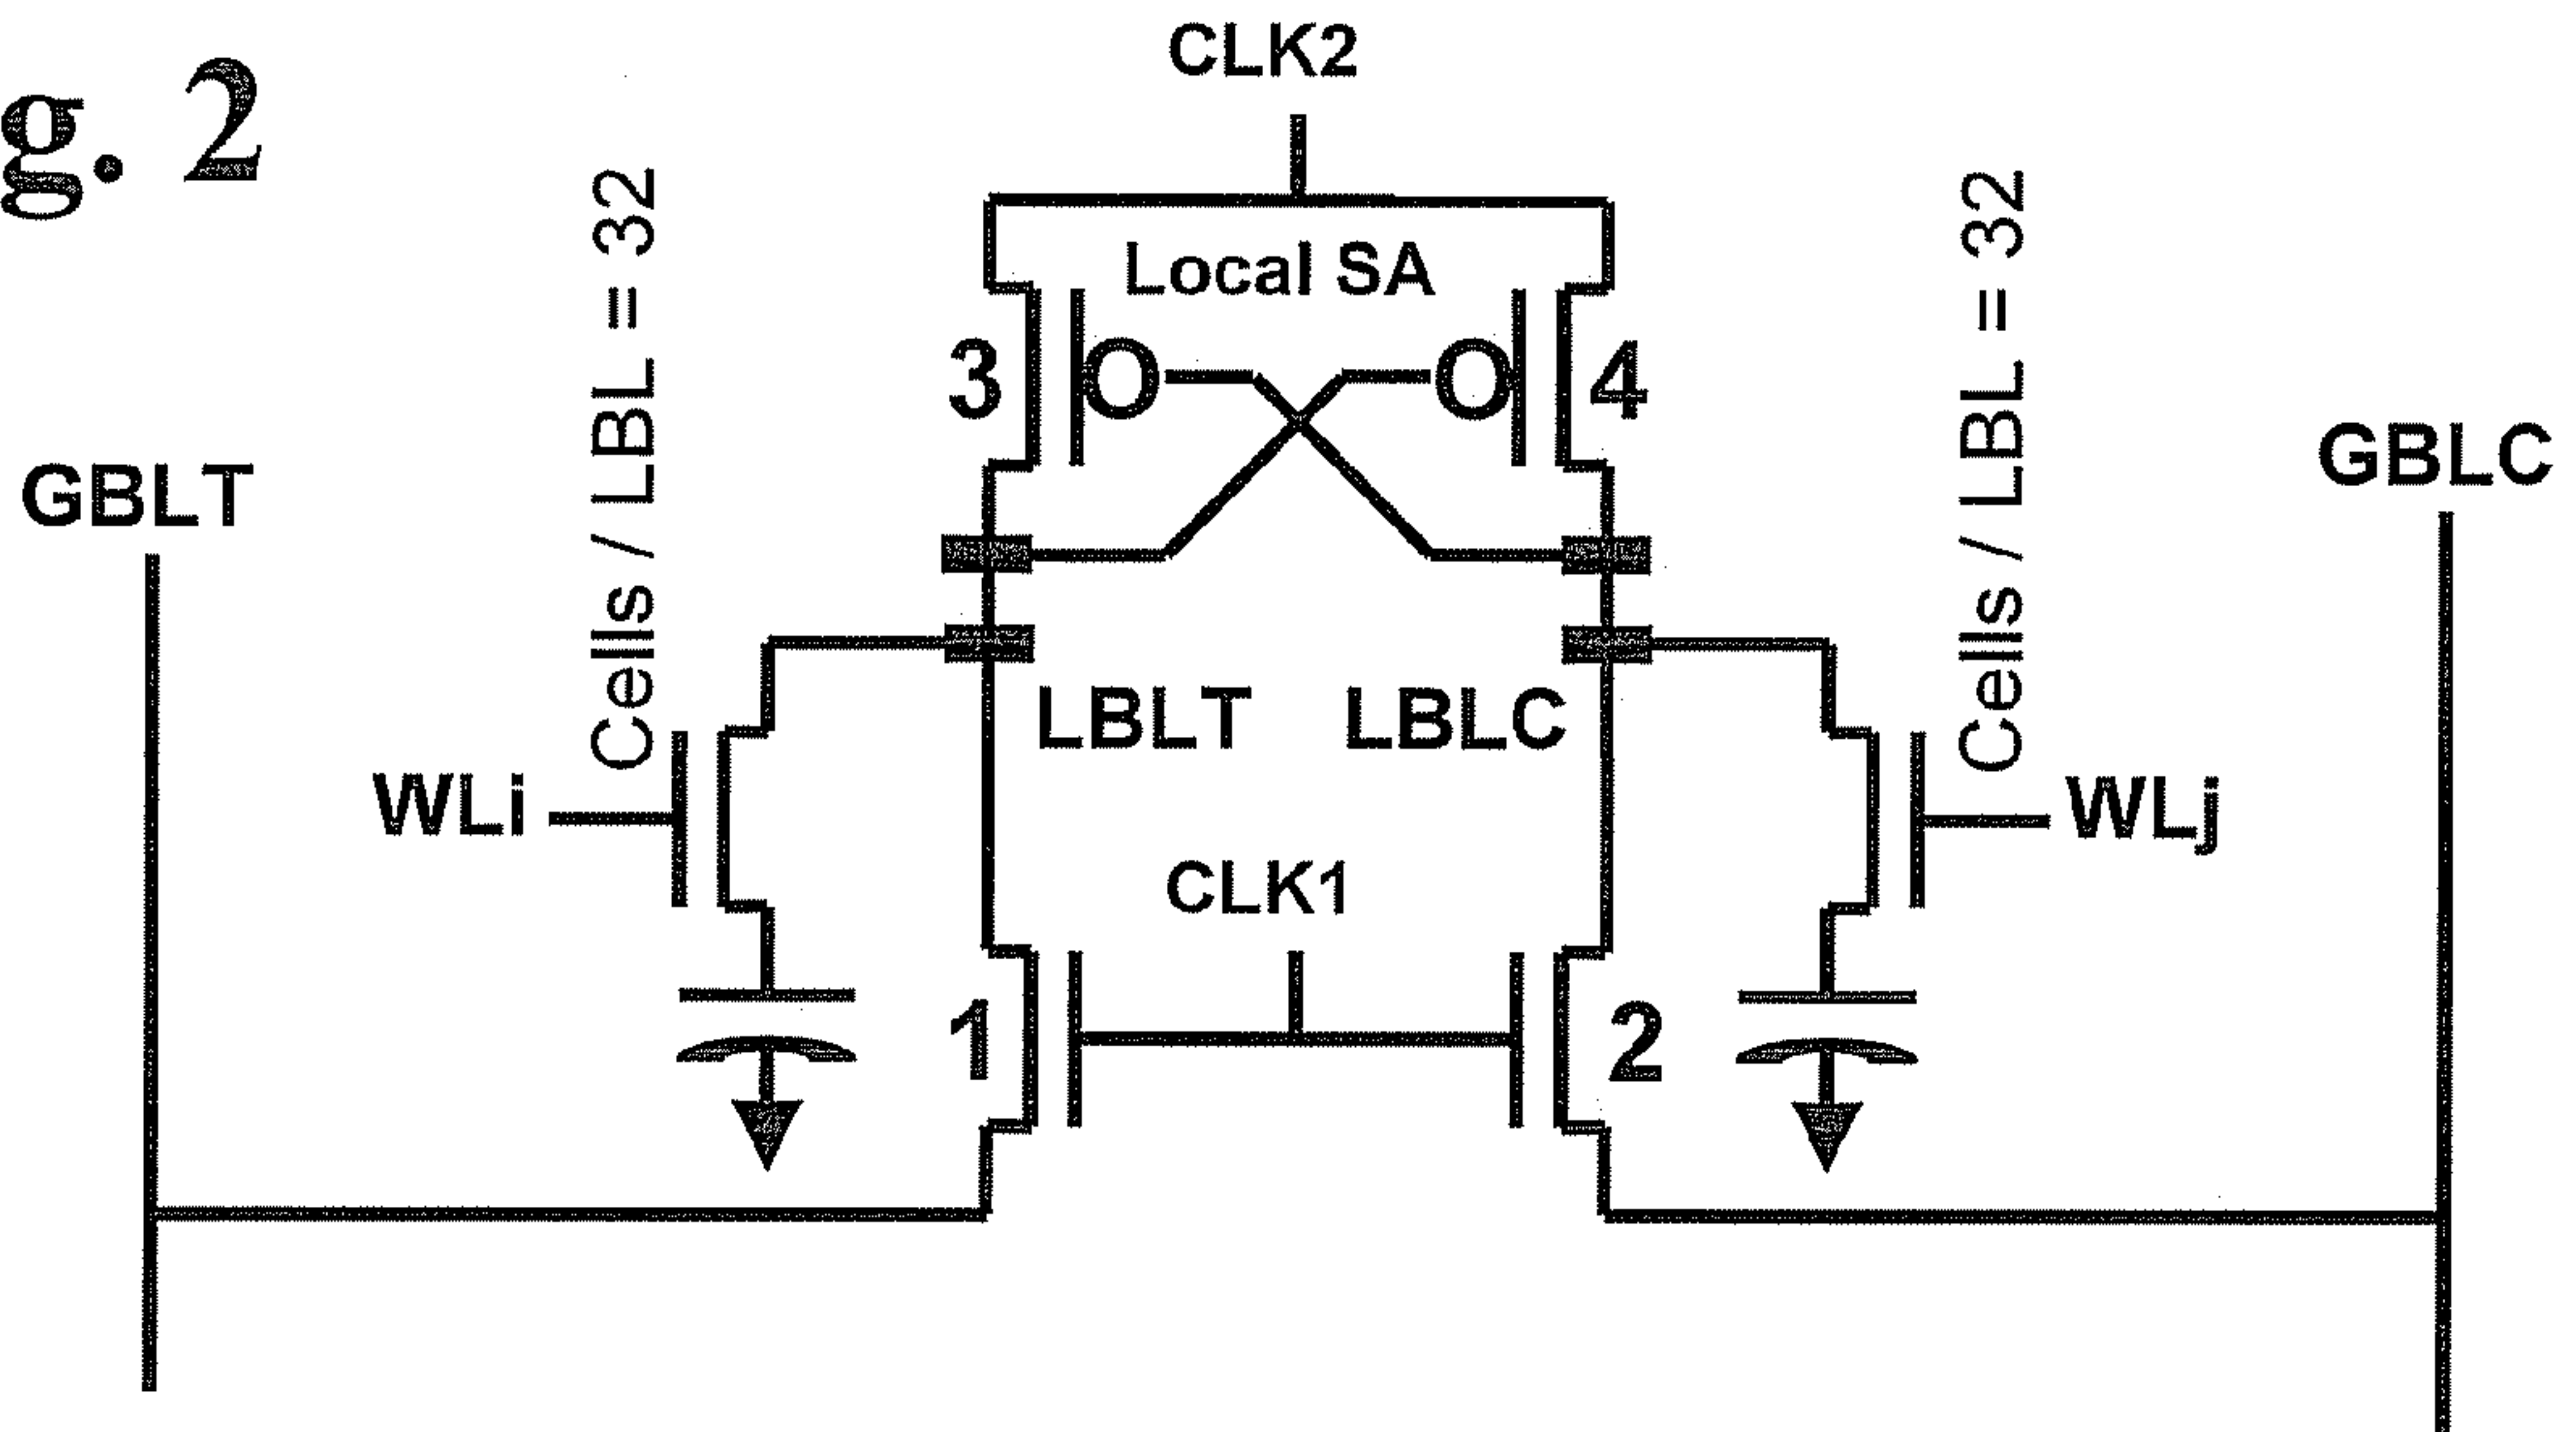 g. 2
CLK2
Cells / LBL = 32
Local SA
Cells / LBL = 32
3
4
GBLT
GBLC
LBLT
LBLC
WLi
WLj
CLK1
1
2